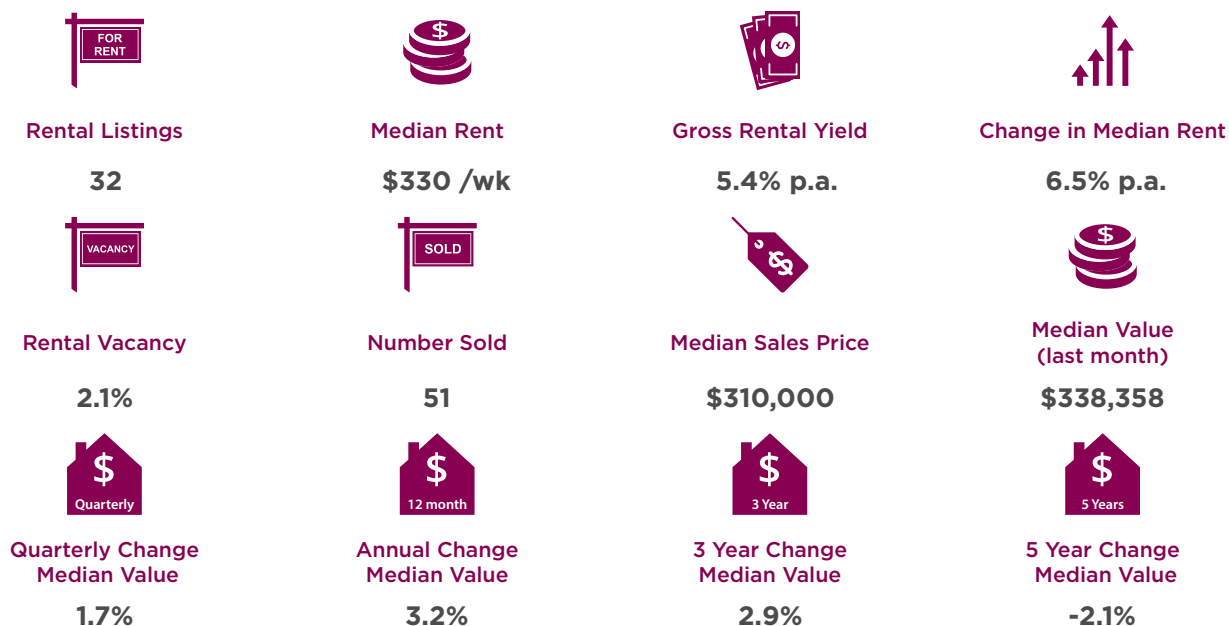 FOR
RENT
$
$
Rental Listings
Median Rent
Gross Rental Yield
Change in Median Rent
32
$330 /wk
5.4% p.a.
6.5% p.a.
VACANCY
SOLD
$
$
Rental Vacancy
Number Sold
Median Sales Price
Median Value
(last month)
2.1%
51
$310,000
$338,358
$
Quarterly
$
12 month
$
3 Year
$
5 Years
Quarterly Change
Median Value
Annual Change
Median Value
3 Year Change
Median Value
5 Year Change
Median Value
1.7%
3.2%
2.9%
-2.1%